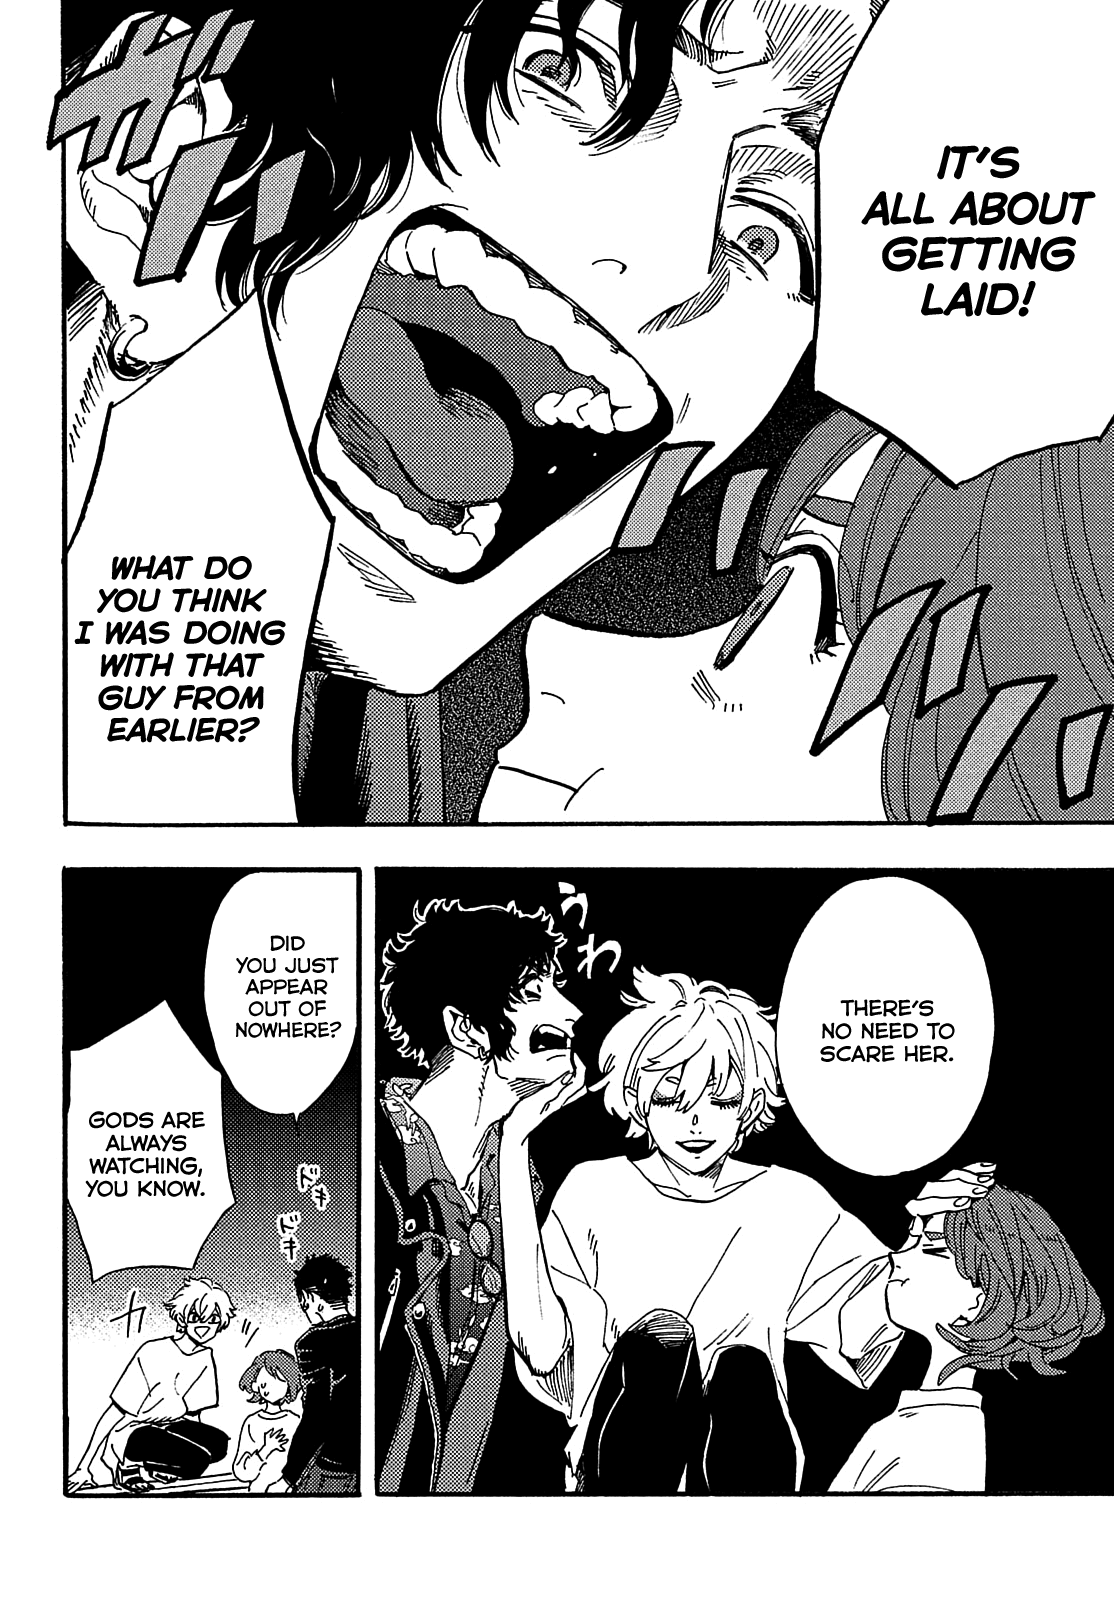 IT'S
ALL ABOUT
GETTING
LAID!
WHAT DO
YOU THINK
I WAS DOING
WITH THAT
GUY FROM
EARLIER?
THERE'S
NO NEED TO
SCARE HER.
うわ
DID
YOU JUST
APPEAR
OUT OF
NOWHERE?
GODS ARE
ALWAYS
WATCHING,
YOU KNOW.
ドキ
ドキ